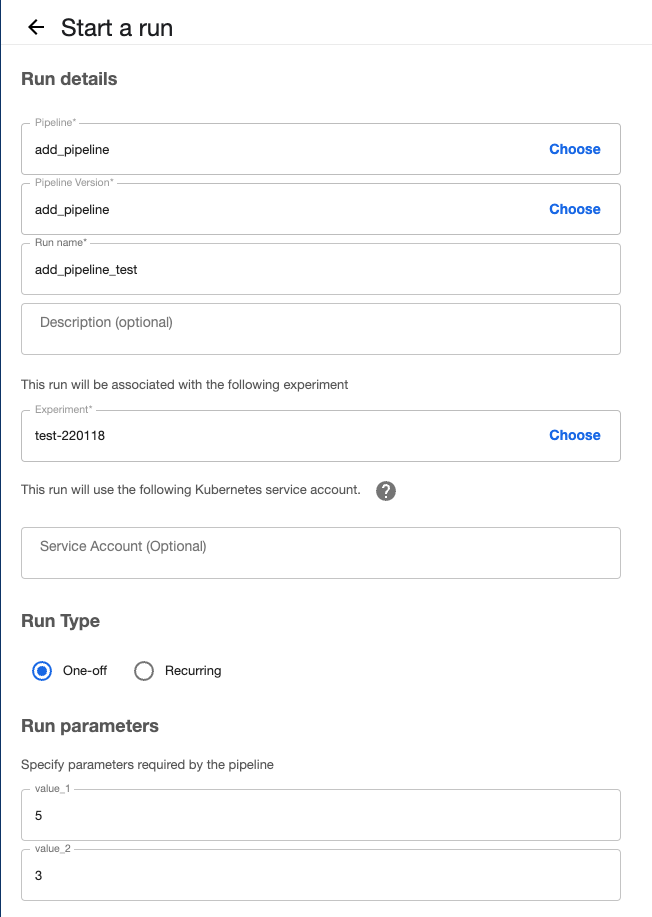 Start a run
Run details
Pipeline*
add_pipeline
Choose
Pipeline Version*
add_pipeline
Choose
Run name*
add_pipeline_test
Description (optional)
This run will be associated with the following experiment
Experiment*
test-220118
Choose
This run will use the following Kubernetes service account. ?
Service Account (Optional)
Run Type
One-off Recurring
Run parameters
Specify parameters required by the pipeline
value_1
5
value_2
3